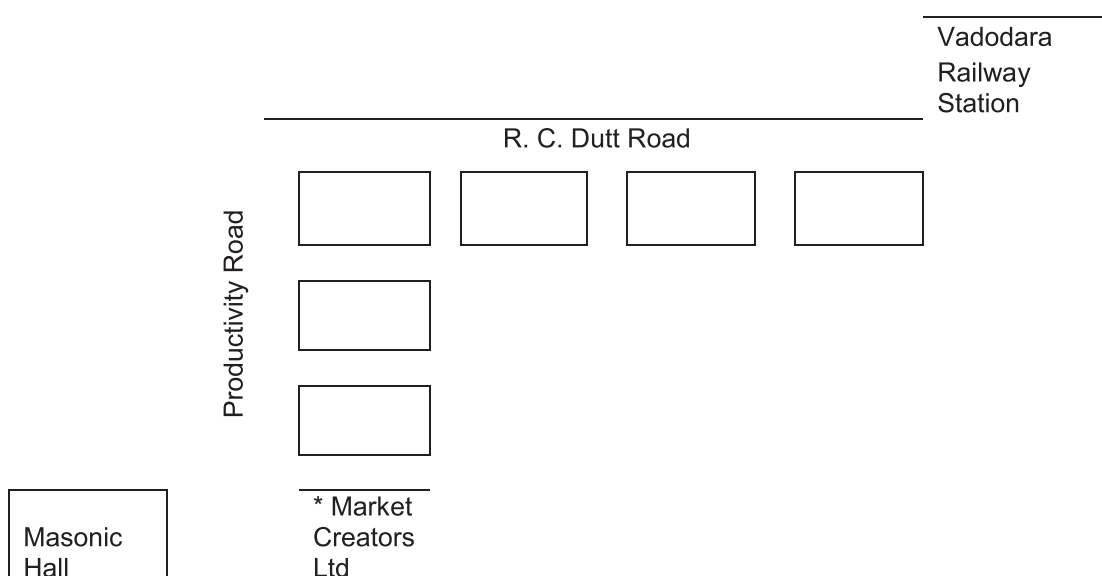 Vadodara
Railway
Station
R. C. Dutt Road
Productivity Road
* Market
Creators
Ltd
Masonic
Hall